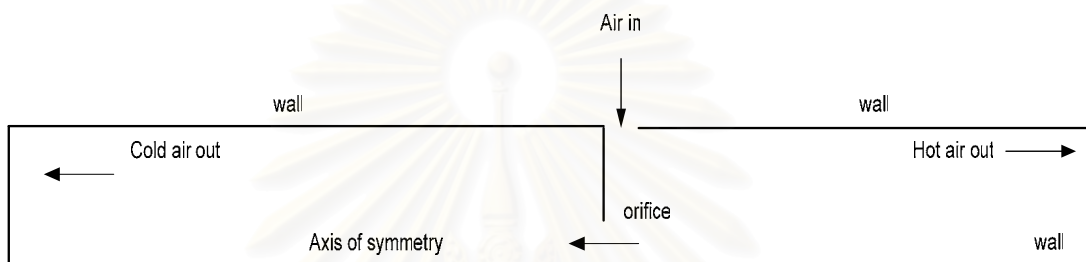 Air in
wall
wall
Cold air out
Hot air out
orifice
Axis of symmetry
wall